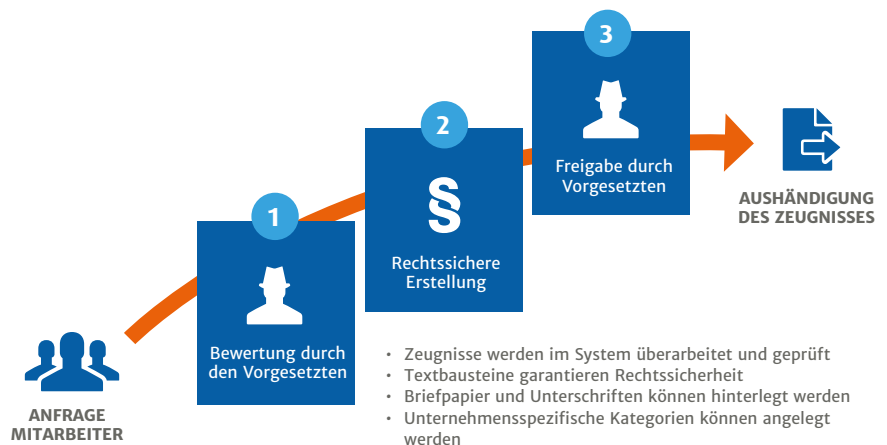 ANFRAGE
MITARBEITER
1
Bewertung durch
den Vorgesetzten
2
§
Rechtssichere
Erstellung
3
Freigabe durch
Vorgesetzten
AUSHÄNDIGUNG
DES ZEUGNISSES
· Zeugnisse werden im System überarbeitet und geprüft
· Textbausteine garantieren Rechtssicherheit
· Briefpapier und Unterschriften können hinterlegt werden
· Unternehmensspezifische Kategorien können angelegt
werden